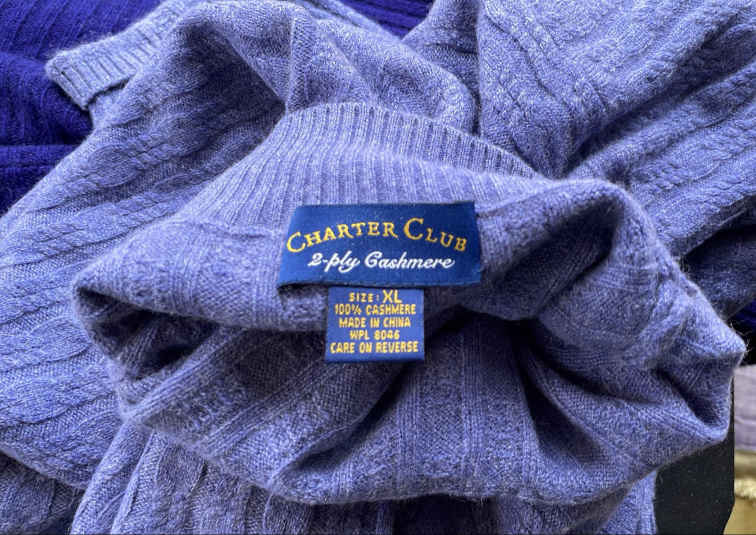 CHARTER CLUB
2-ply Cashmere
SIZE: XL
100% CASHMERE
MADE IN CHINA
WPL 8046
CARE ON REVERSE